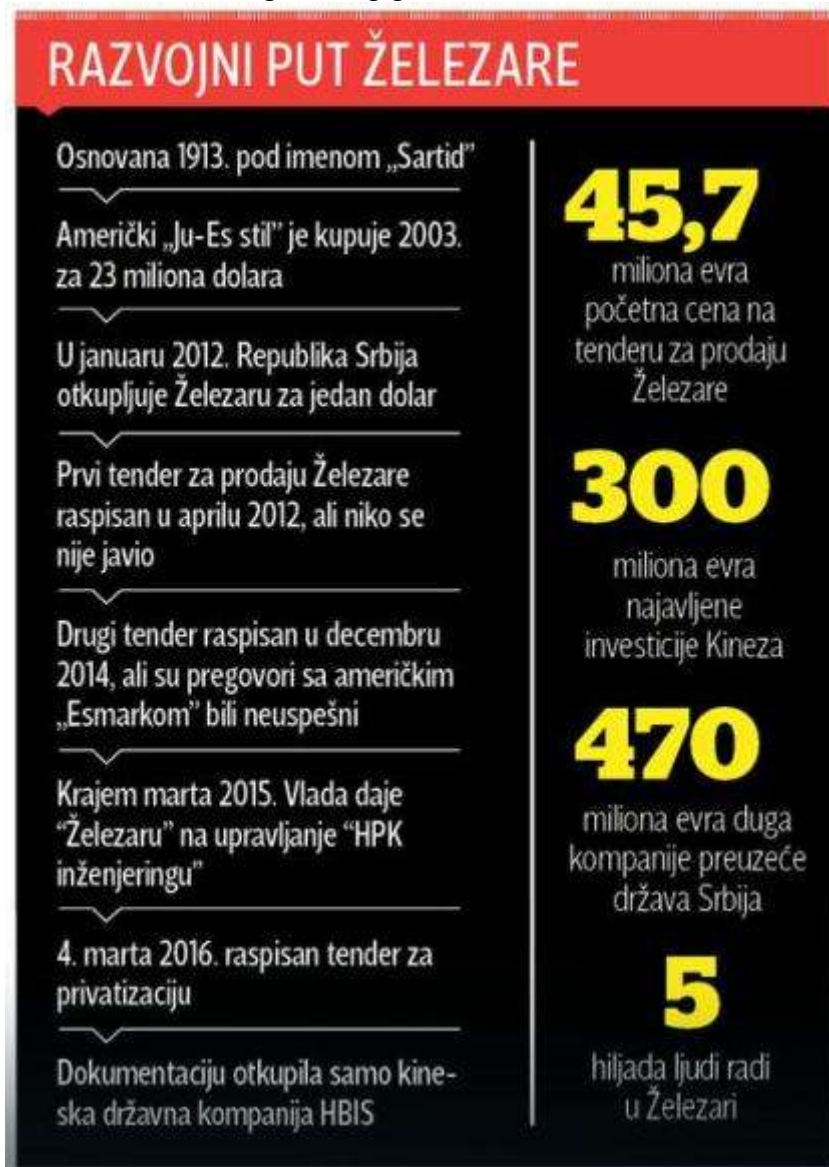 RAZVOJNI PUT ŽELEZARE
Osnovana 1913. pod imenom „Sartid”
Američki „Ju-Es stil” je kupuje 2003.
za 23 miliona dolara
U januaru 2012. Republika Srbija
otkupljuje Železaru za jedan dolar
Prvi tender za prodaju Železare
raspisan u aprilu 2012, ali niko se
nije javio
Drugi tender raspisan u decembru
2014, ali su pregovori sa američkim
„Esmarkom” bili neuspešni
Krajem marta 2015. Vlada daje
“Železaru” na upravljanje “HPK
inženjeringu”
4. marta 2016. raspisan tender za
privatizaciju
Dokumentaciju otkupila samo kine-
ska državna kompanija HBIS
45,7
miliona evra
početna cena na
tenderu za prodaju
Železare
300
miliona evra
najavljene
investicije Kineza
470
miliona evra duga
kompanije preuzeće
država Srbija
5
hiljada ljudi radi
u Železari